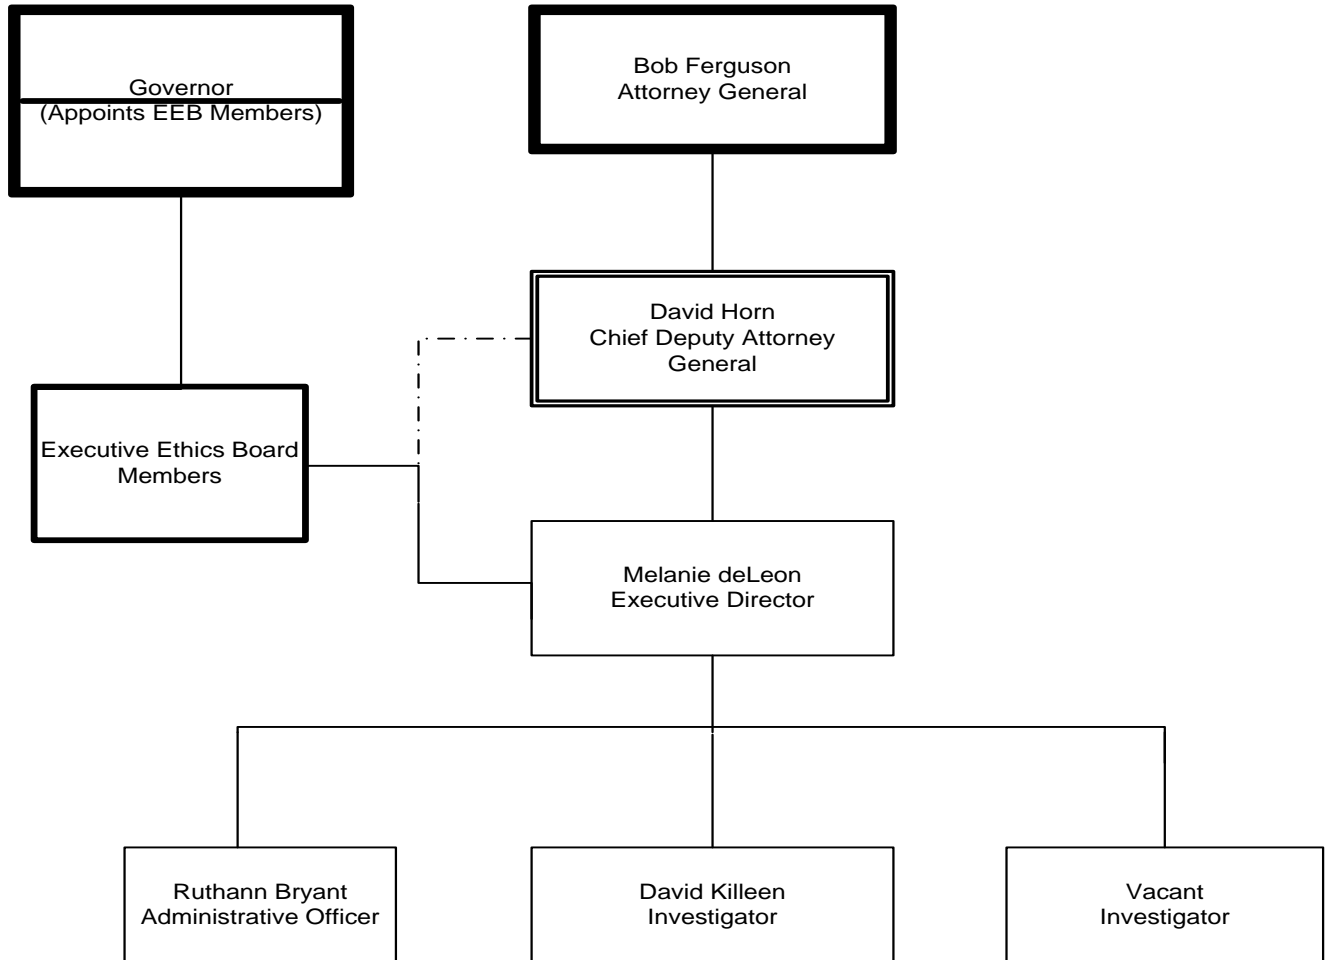 Governor
(Appoints EEB Members)
Bob Ferguson
Attorney General
David Horn
Chief Deputy Attorney
General
Executive Ethics Board
Members
Melanie deLeon
Executive Director
Ruthann Bryant
Administrative Officer
David Killeen
Investigator
Vacant
Investigator